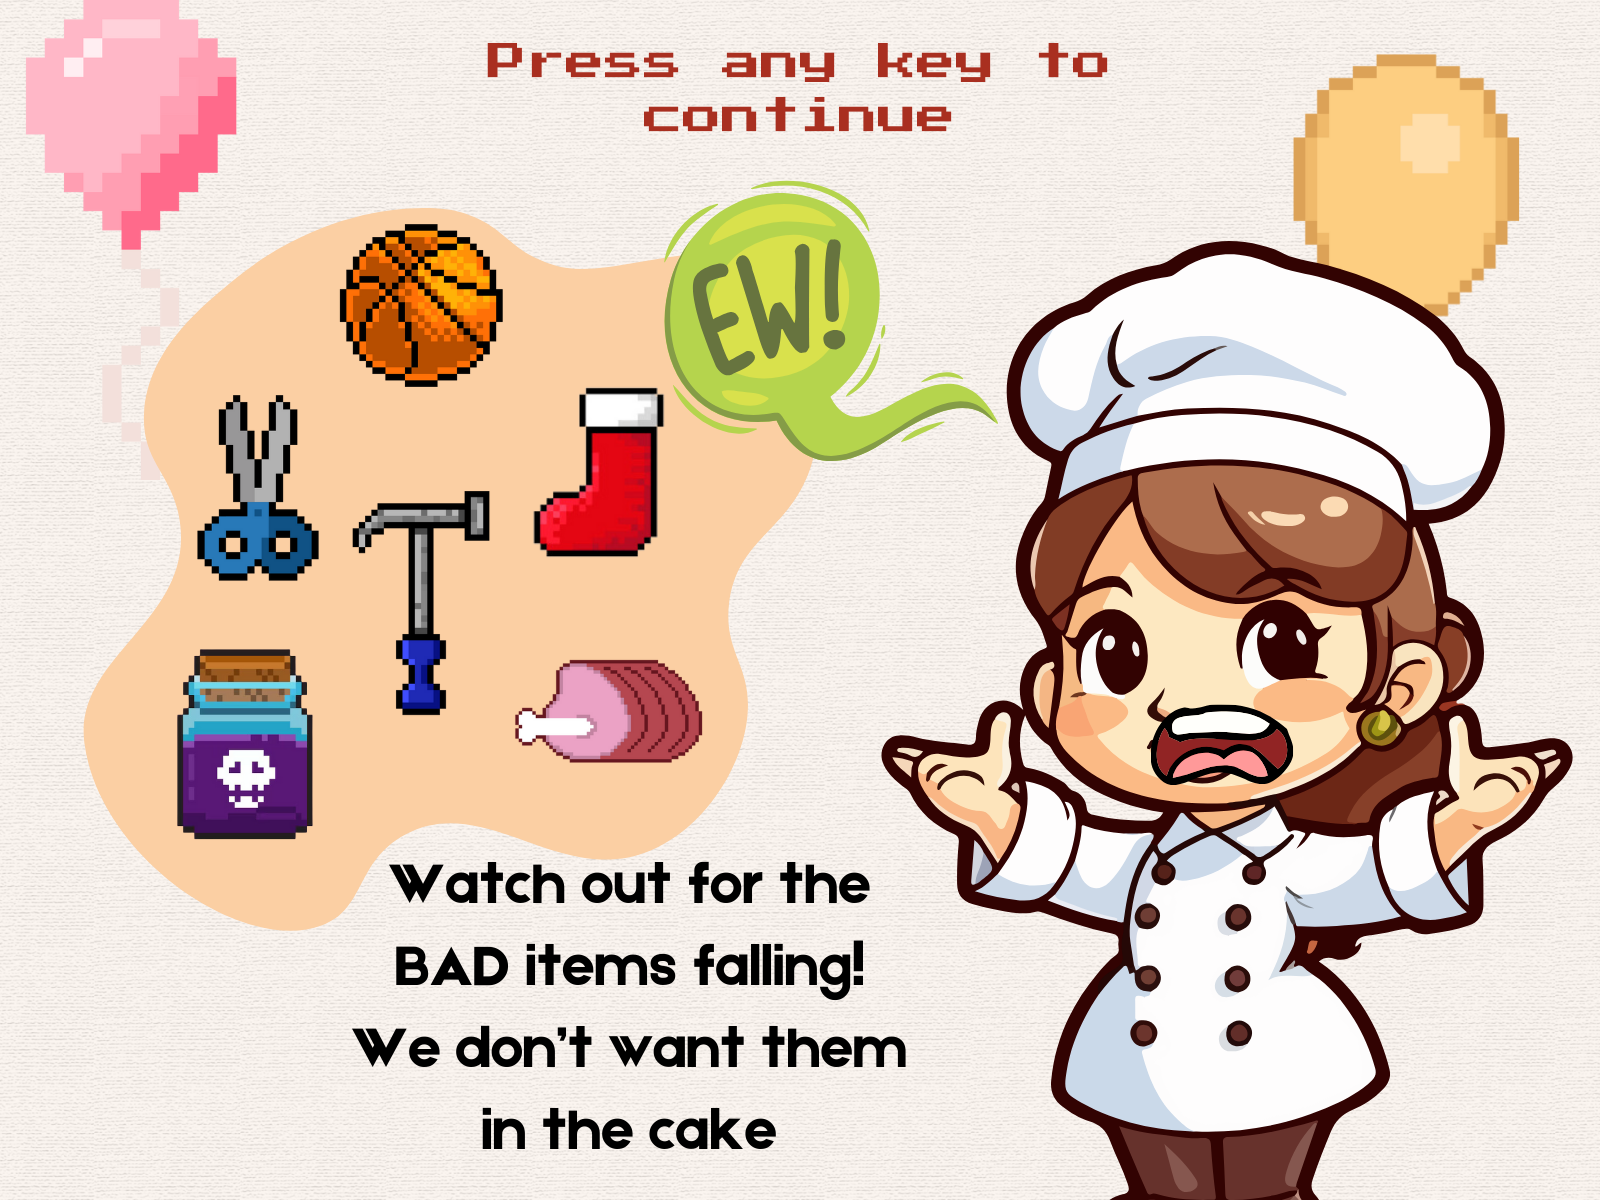 Press any key to
continue
EW!
Watch out for the
BAD items falling!
We don't want them
in the cake